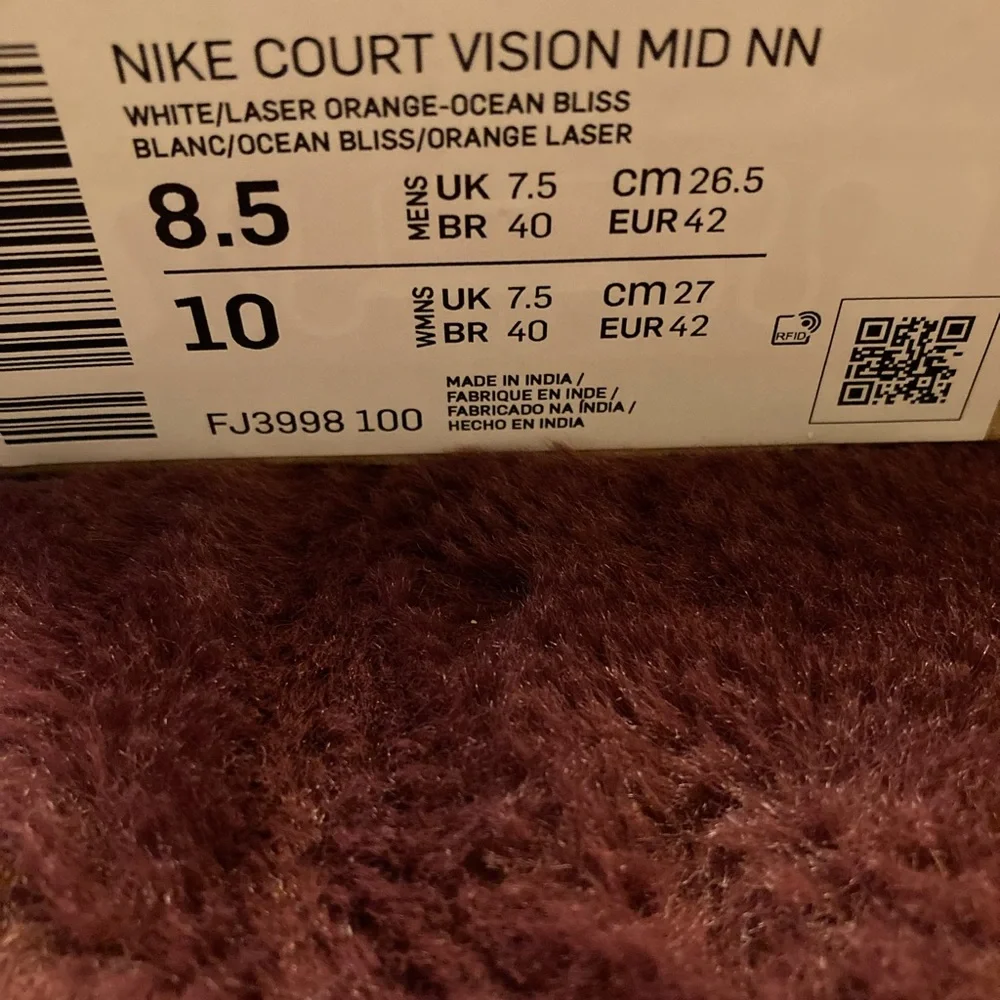 NIKE COURT VISION MID NN
WHITE/LASER ORANGE-OCEAN BLISS
BLANC/OCEAN BLISS/ORANGE LASER
8.5 MENS UK 7.5 cm 26.5
BR 40 EUR 42
10 WMNS UK 7.5 cm 27
BR 40 EUR 42
RFID
FJ3998 100
MADE IN INDIA /
FABRIQUE EN INDE /
FABRICADO NA ÍNDIA /
HECHO EN INDIA